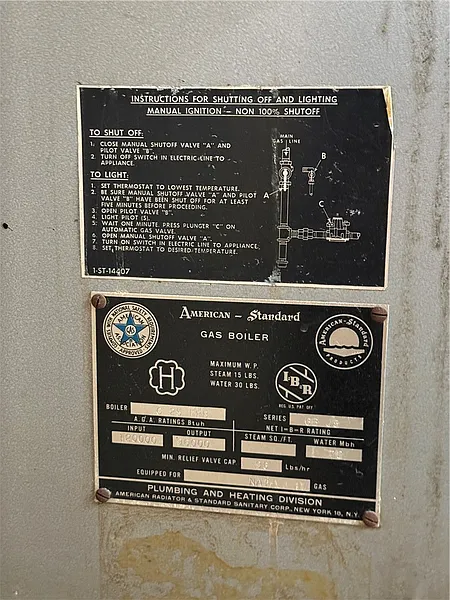 INSTRUCTIONS FOR SHUTTING OFF AND LIGHTING
MANUAL IGNITION - NON 100% SHUTOFF
TO SHUT OFF:
1. CLOSE MANUAL SHUTOFF VALVE "A" AND
PILOT VALVE "B".
2. TURN OFF SWITCH IN ELECTRIC LINE TO
APPLIANCE.
TO LIGHT:
1. SET THERMOSTAT TO LOWEST TEMPERATURE.
2. BE SURE MANUAL SHUTOFF VALVE "A" AND PILOT
VALVE "B" HAVE BEEN SHUT OFF FOR AT LEAST
FIVE MINUTES BEFORE PROCEEDING.
3. OPEN PILOT VALVE "B".
4. LIGHT PILOT (S).
5. WAIT ONE MINUTE. PRESS PLUNGER "C" ON
AUTOMATIC GAS VALVE.
6. OPEN MANUAL SHUTOFF VALVE "A".
7. TURN ON SWITCH IN ELECTRIC LINE TO APPLIANCE.
8. SET THERMOSTAT TO DESIRED TEMPERATURE.
1-ST-14407
MAIN
GAS LINE
B
A
C
AMERICAN - Standard
GAS BOILER
AMERICAN-Standard
PRODUCTS
MAXIMUM W.P.
STEAM 15 LBS.
WATER 30 LBS.
H
I=B=R
REG. U.S. PAT. OFF.
BOILER
SERIES
A.G.A. RATINGS Btuh
NET I-B-R RATING
INPUT
OUTPUT
STEAM SQ./FT.
WATER Mbh
MIN. RELIEF VALVE CAP
Lbs/hr
EQUIPPED FOR
GAS
PLUMBING AND HEATING DIVISION
AMERICAN RADIATOR & STANDARD SANITARY CORP., NEW YORK 18, N.Y.